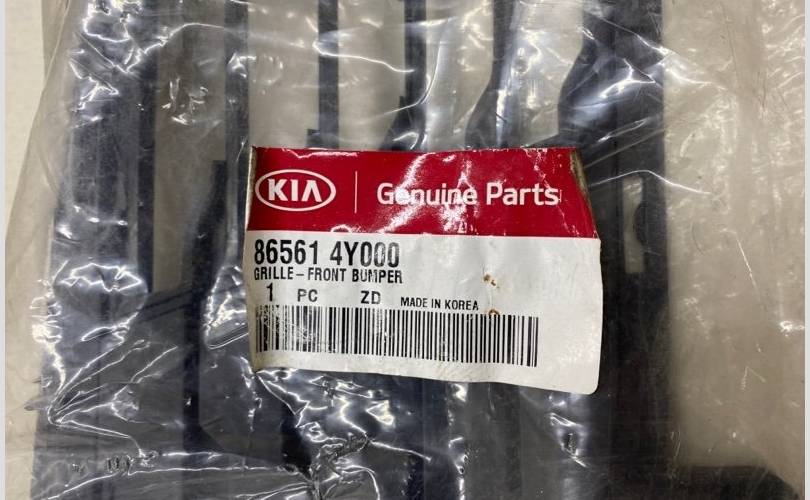 KIA Genuine Parts
86561 4Y000
GRILLE-FRONT BUMPER
1 PC ZD MADE IN KOREA